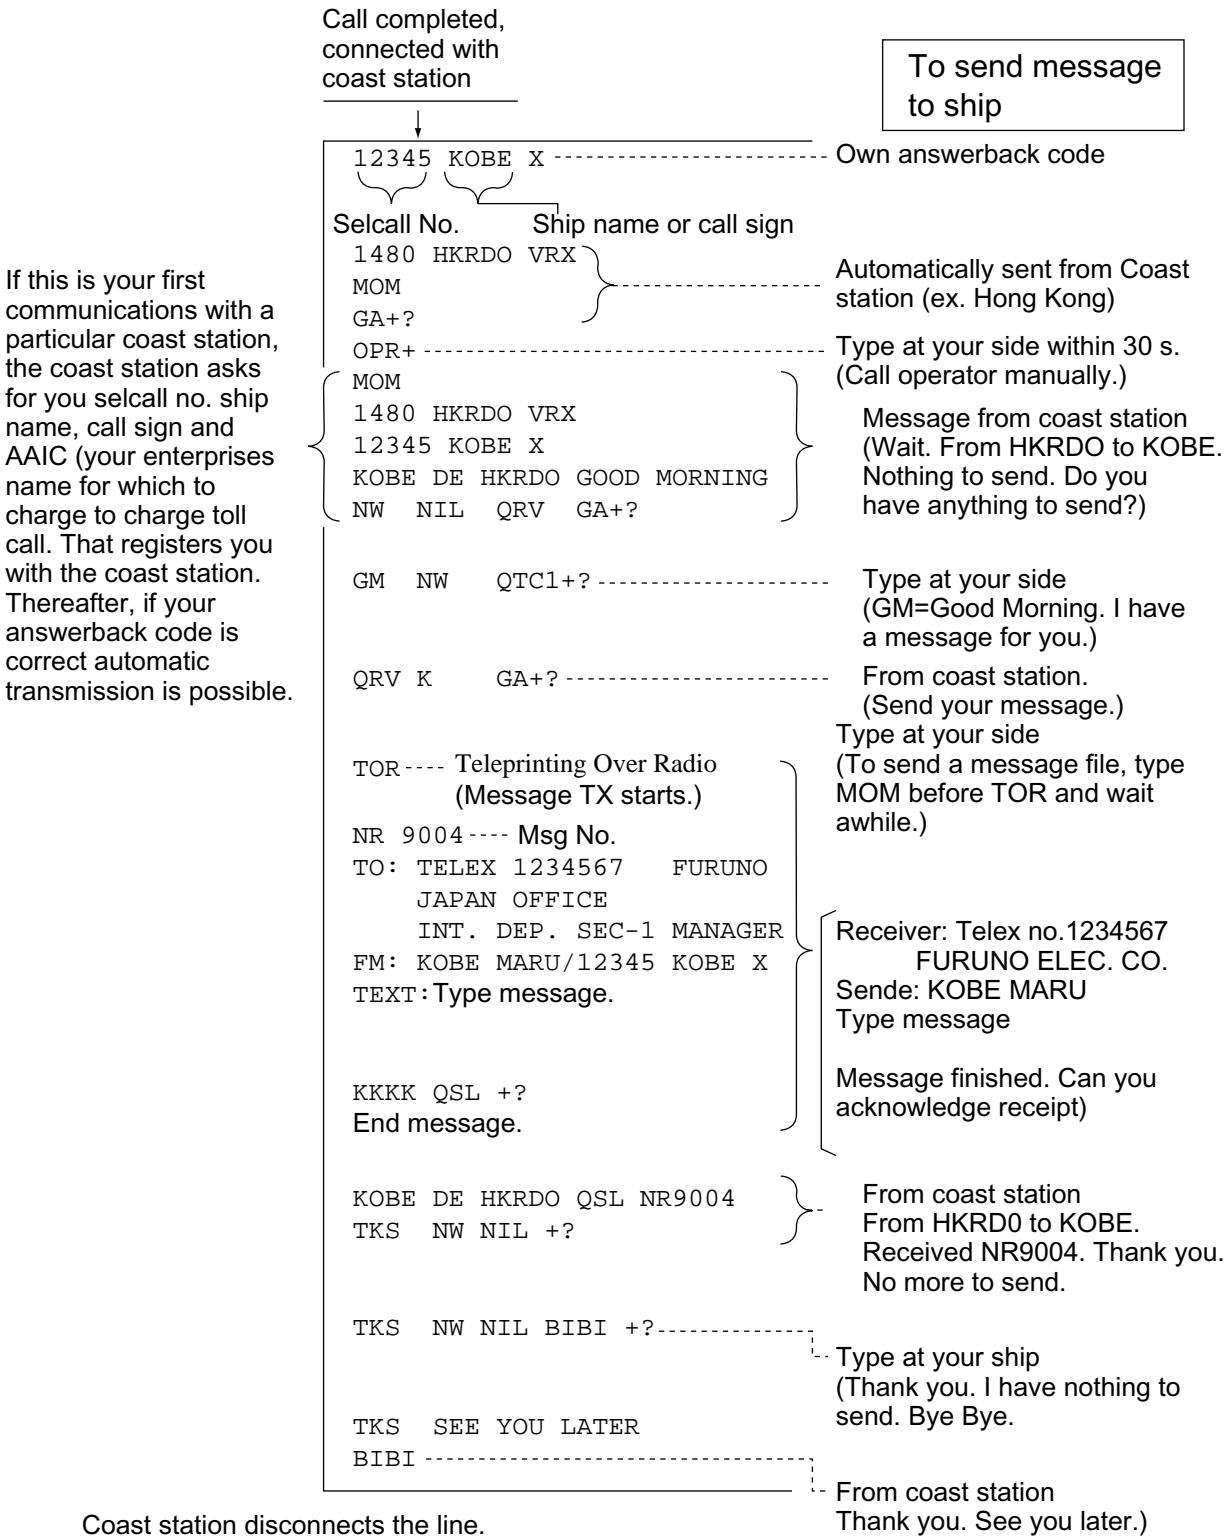 Call completed,
connected with
coast station
To send message
to ship
12345 KOBE X
Own answerback code
Selcall No.
Ship name or call sign
1480 HKRDO VRX
MOM
GA+?
Automatically sent from Coast
station (ex. Hong Kong)
OPR+
Type at your side within 30 s.
(Call operator manually.)
If this is your first
communications with a
particular coast station,
the coast station asks
for you selcall no. ship
name, call sign and
AAIC (your enterprises
name for which to
charge to charge toll
call. That registers you
with the coast station.
Thereafter, if your
answerback code is
correct automatic
transmission is possible.
MOM
1480 HKRDO VRX
12345 KOBE X
KOBE DE HKRDO GOOD MORNING
NW NIL QRV GA+?
Message from coast station
(Wait. From HKRDO to KOBE.
Nothing to send. Do you
have anything to send?)
GM NW QTC1+?
Type at your side
(GM=Good Morning. I have
a message for you.)
QRV K GA+?
From coast station.
(Send your message.)
Type at your side
(To send a message file, type
MOM before TOR and wait
awhile.)
TOR
Teleprinting Over Radio
(Message TX starts.)
NR 9004
Msg No.
TO: TELEX 1234567 FURUNO
JAPAN OFFICE
INT. DEP. SEC-1 MANAGER
FM: KOBE MARU/12345 KOBE X
TEXT:Type message.
Receiver: Telex no.1234567
FURUNO ELEC. CO.
Sende: KOBE MARU
Type message
KKKK QSL +?
End message.
Message finished. Can you
acknowledge receipt)
KOBE DE HKRDO QSL NR9004
TKS NW NIL +?
From coast station
From HKRD0 to KOBE.
Received NR9004. Thank you.
No more to send.
TKS NW NIL BIBI +?
Type at your ship
(Thank you. I have nothing to
send. Bye Bye.
TKS SEE YOU LATER
BIBI
From coast station
Thank you. See you later.)
Coast station disconnects the line.